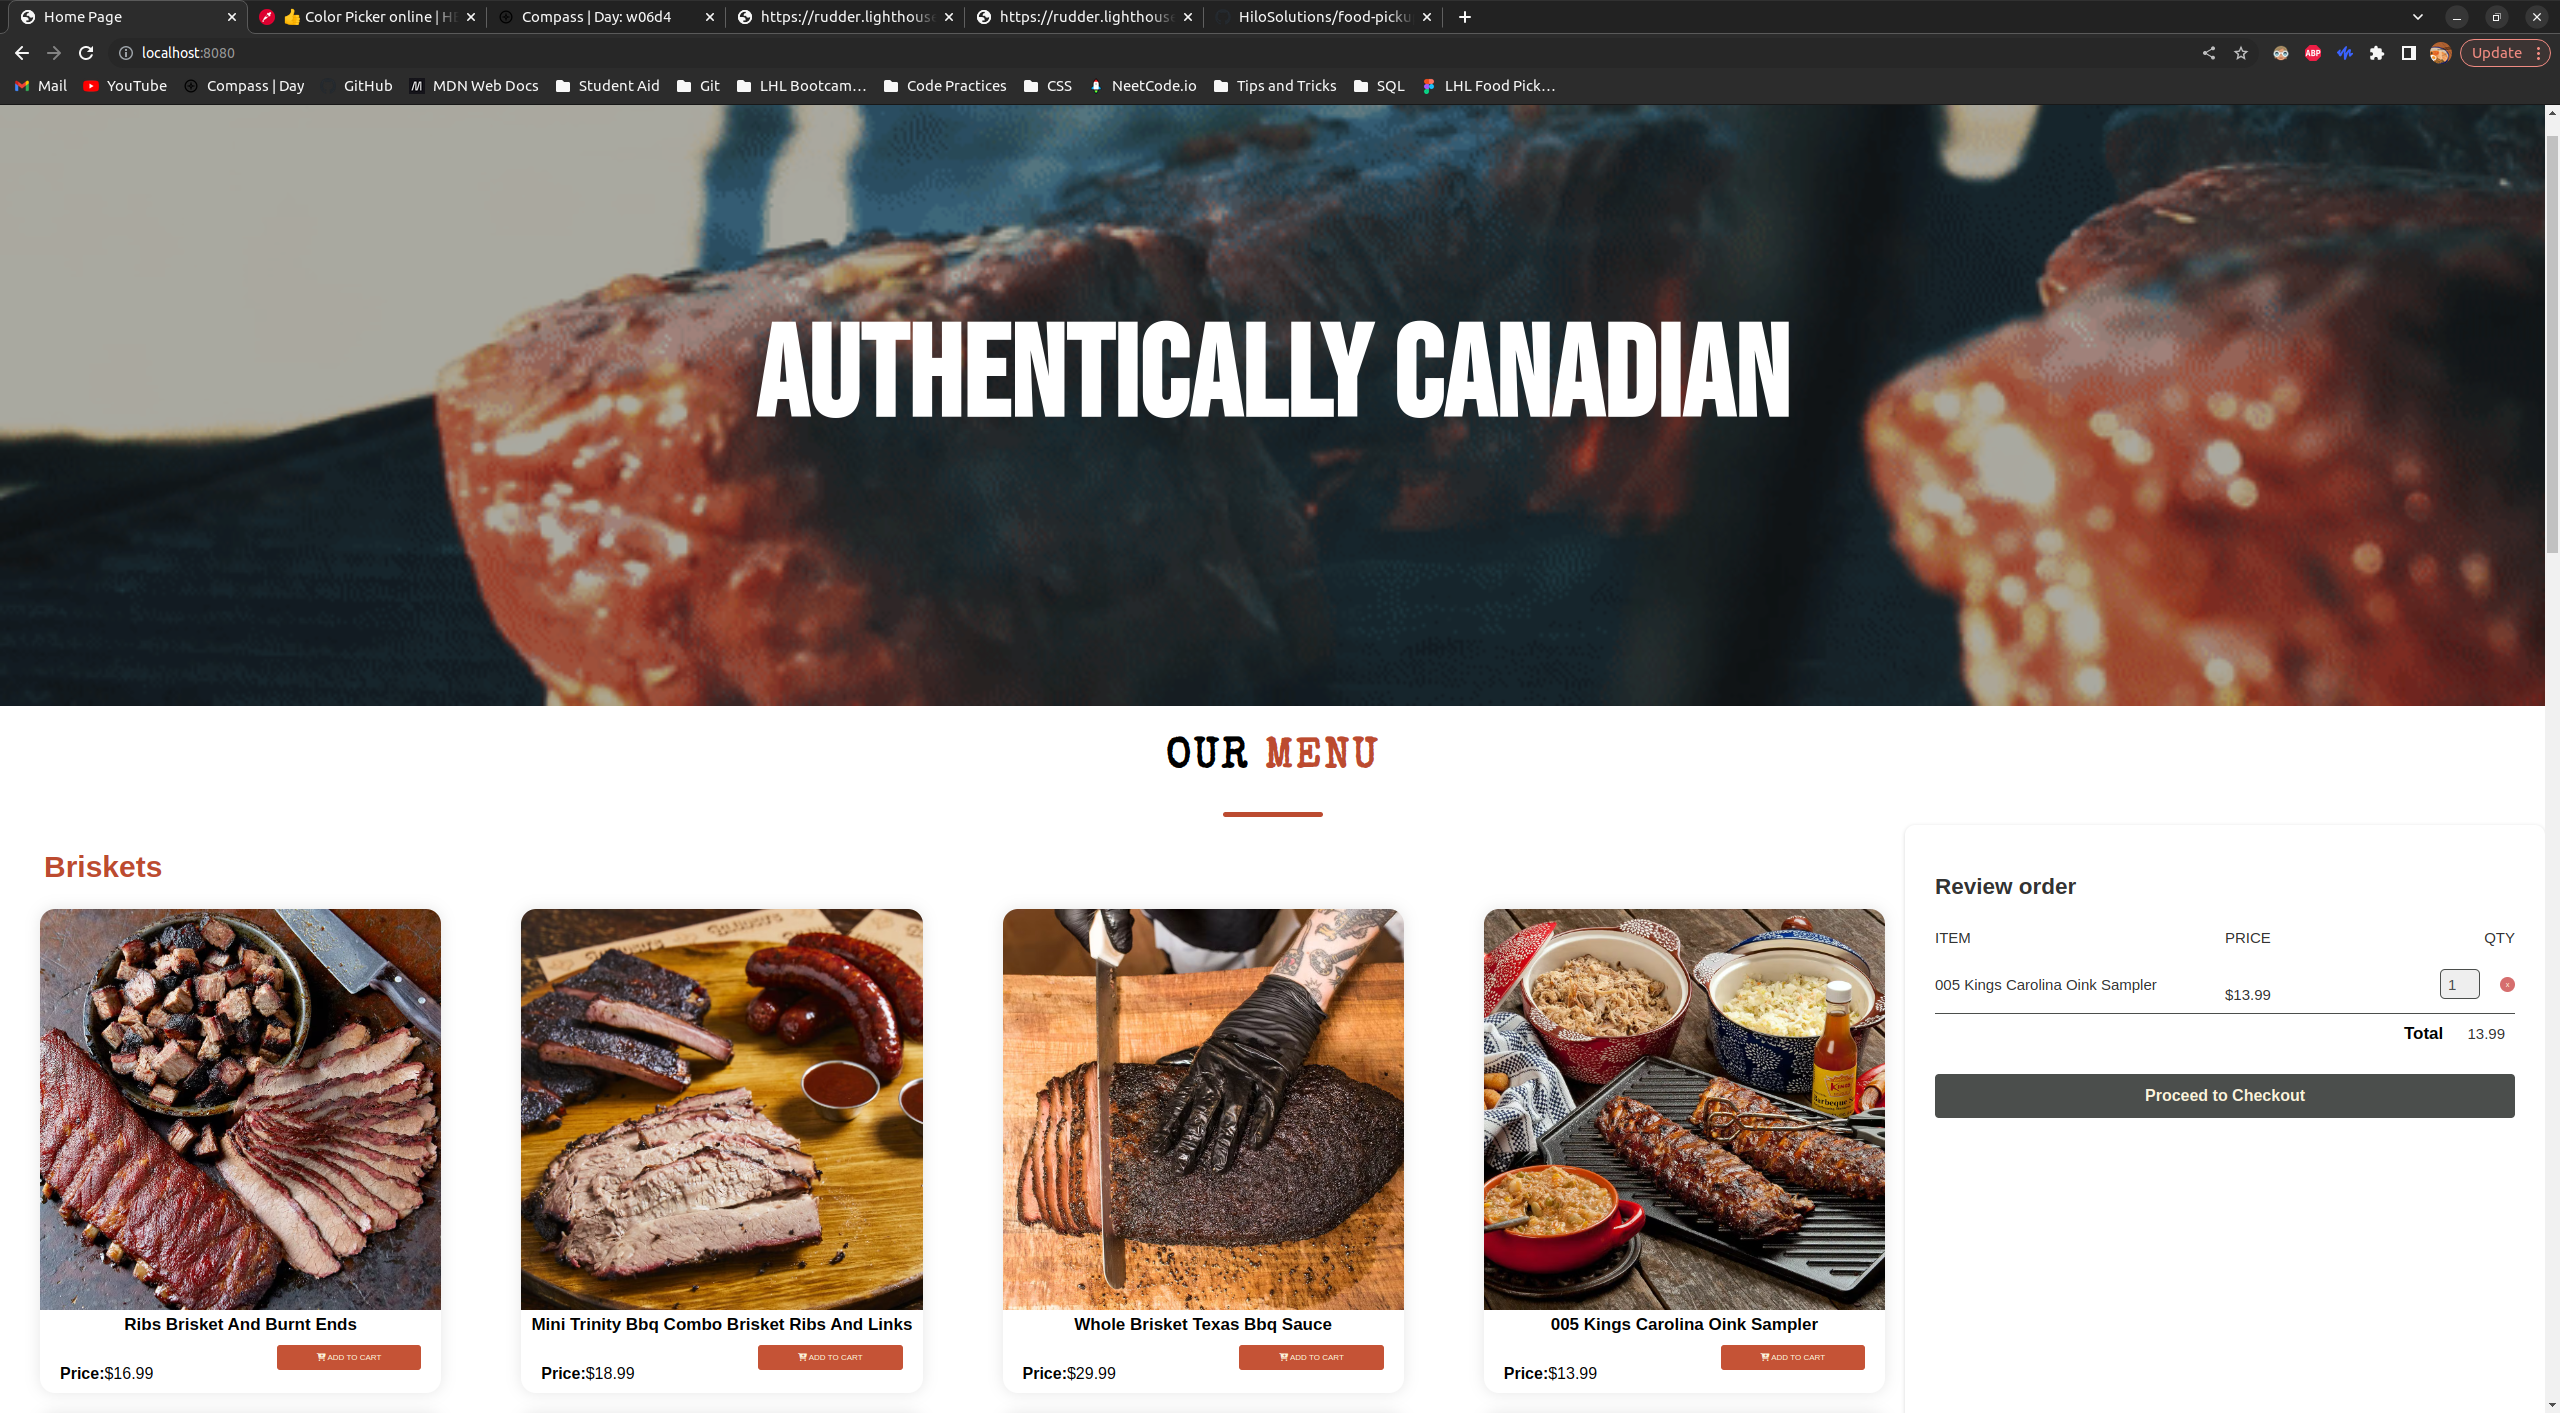 Home Page
👍 Color Picker online | HE
Compass | Day: w06d4
https://rudder.lighthouse
https://rudder.lighthouse
HiloSolutions/food-picku
localhost:8080
ABP
Update
Mail
YouTube
Compass | Day
GitHub
MDN Web Docs
Student Aid
Git
LHL Bootcam…
Code Practices
CSS
NeetCode.io
Tips and Tricks
SQL
LHL Food Pick…
AUTHENTICALLY CANADIAN
OUR MENU
Briskets
Ribs Brisket And Burnt Ends
ADD TO CART
Price:$16.99
Mini Trinity Bbq Combo Brisket Ribs And Links
ADD TO CART
Price:$18.99
Whole Brisket Texas Bbq Sauce
ADD TO CART
Price:$29.99
005 Kings Carolina Oink Sampler
ADD TO CART
Price:$13.99
Review order
ITEM PRICE QTY
005 Kings Carolina Oink Sampler $13.99 1 x
Total 13.99
Proceed to Checkout